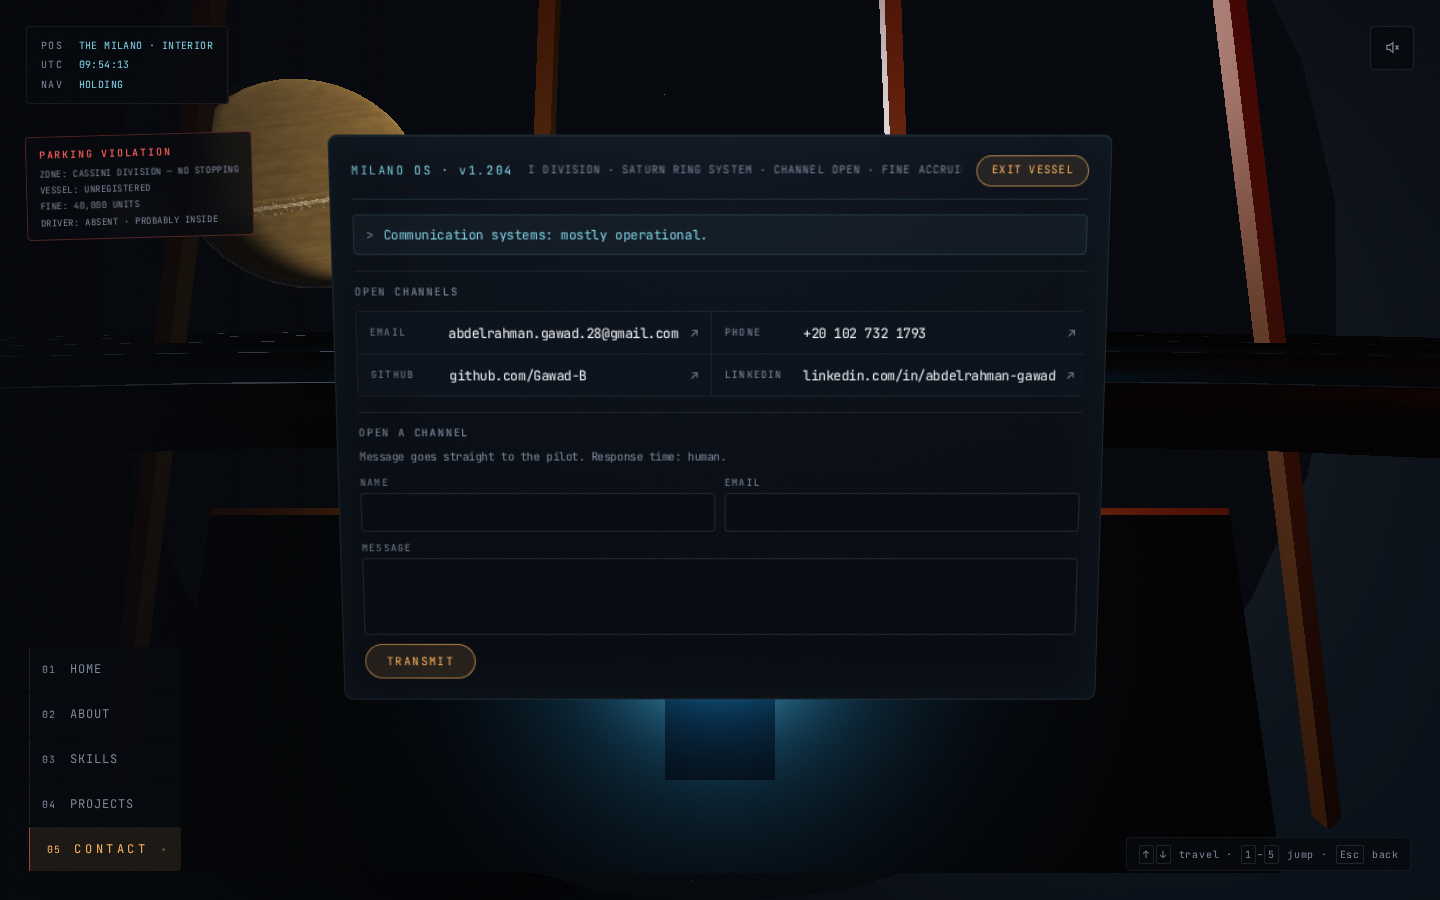 POS THE MILANO · INTERIOR
UTC 09:54:13
NAV HOLDING
PARKING VIOLATION
ZONE: CASSINI DIVISION — NO STOPPING
VESSEL: UNREGISTERED
FINE: 40,000 UNITS
DRIVER: ABSENT · PROBABLY INSIDE
MILANO OS · v1.204 I DIVISION · SATURN RING SYSTEM · CHANNEL OPEN · FINE ACCRUI EXIT VESSEL
> Communication systems: mostly operational.
OPEN CHANNELS
EMAIL abdelrahman.gawad.28@gmail.com ↗ PHONE +20 102 732 1793 ↗
GITHUB github.com/Gawad-B ↗ LINKEDIN linkedin.com/in/abdelrahman-gawad ↗
OPEN A CHANNEL
Message goes straight to the pilot. Response time: human.
NAME EMAIL
MESSAGE
TRANSMIT
01 HOME
02 ABOUT
03 SKILLS
04 PROJECTS
05 CONTACT ·
↑ ↓ travel · 1 – 5 jump · Esc back